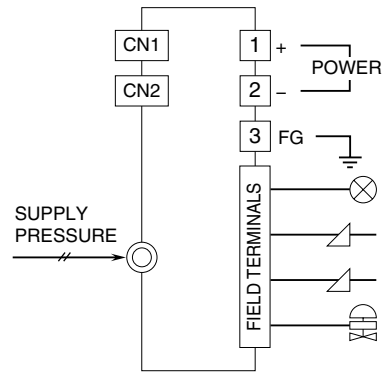 CN1
1 +
POWER
CN2
2 −
3 FG
SUPPLY
PRESSURE
FIELD TERMINALS